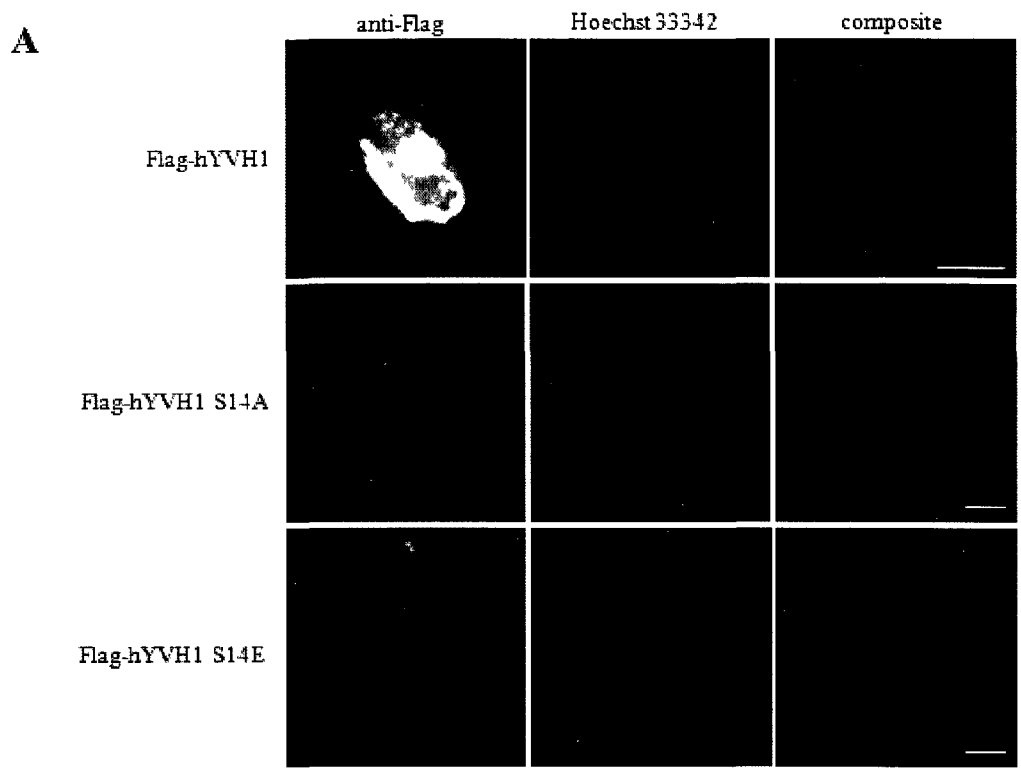 A
anti-Flag Hoechst 33342 composite
Flag-hYVH1
Flag-hYVH1 S14A
Flag-hYVH1 S14E